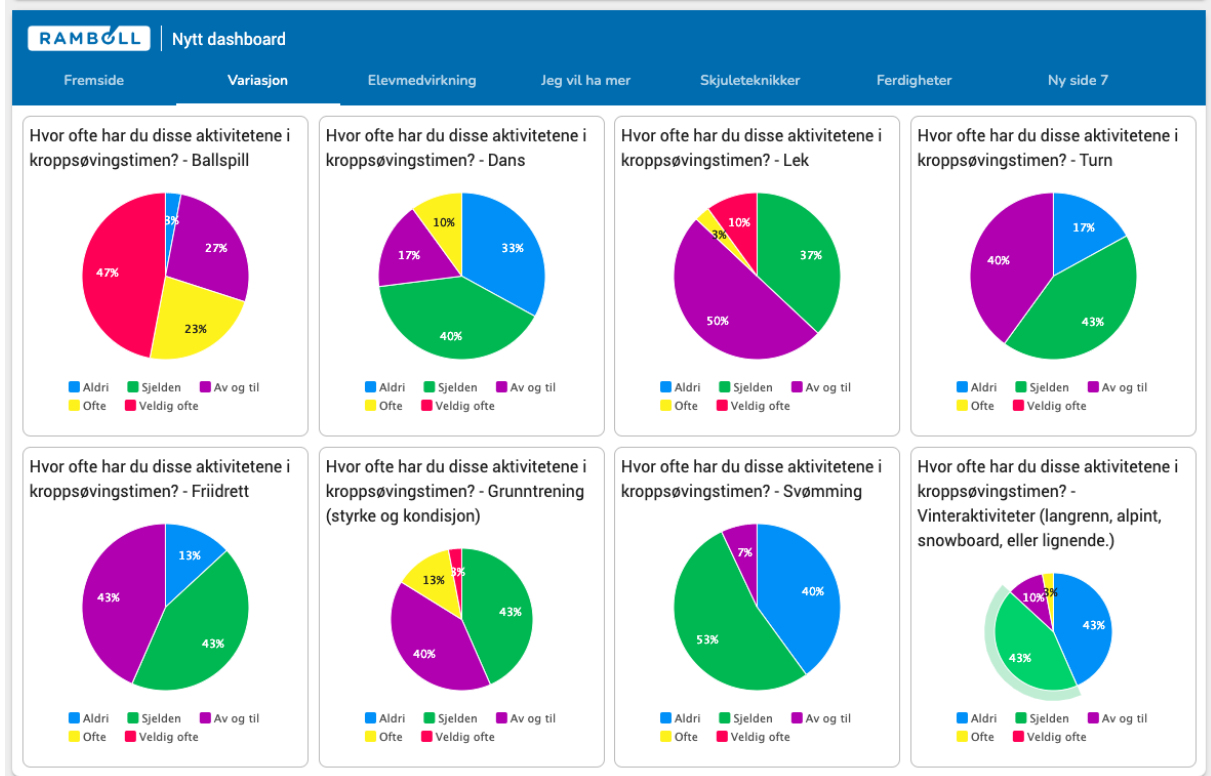 RAMBOLL Nytt dashboard
Fremside Variasjon Elevmedvirkning Jeg vil ha mer Skjuleteknikker Ferdigheter Ny side 7
Hvor ofte har du disse aktivitetene i
kroppsøvingstimen? - Ballspill
3%
27%
47%
23%
Aldri Sjelden Av og til
Ofte Veldig ofte
Hvor ofte har du disse aktivitetene i
kroppsøvingstimen? - Dans
10%
33%
17%
40%
Aldri Sjelden Av og til
Ofte Veldig ofte
Hvor ofte har du disse aktivitetene i
kroppsøvingstimen? - Lek
10%
3%
37%
50%
Aldri Sjelden Av og til
Ofte Veldig ofte
Hvor ofte har du disse aktivitetene i
kroppsøvingstimen? - Turn
17%
40%
43%
Aldri Sjelden Av og til
Ofte Veldig ofte
Hvor ofte har du disse aktivitetene i
kroppsøvingstimen? - Friidrett
13%
43%
43%
Aldri Sjelden Av og til
Ofte Veldig ofte
Hvor ofte har du disse aktivitetene i
kroppsøvingstimen? - Grunntrening
(styrke og kondisjon)
3%
13%
43%
40%
Aldri Sjelden Av og til
Ofte Veldig ofte
Hvor ofte har du disse aktivitetene i
kroppsøvingstimen? - Svømming
7%
40%
53%
Aldri Sjelden Av og til
Ofte Veldig ofte
Hvor ofte har du disse aktivitetene i
kroppsøvingstimen? -
Vinteraktiviteter (langrenn, alpint,
snowboard, eller lignende.)
3%
10%
43%
43%
Aldri Sjelden Av og til
Ofte Veldig ofte